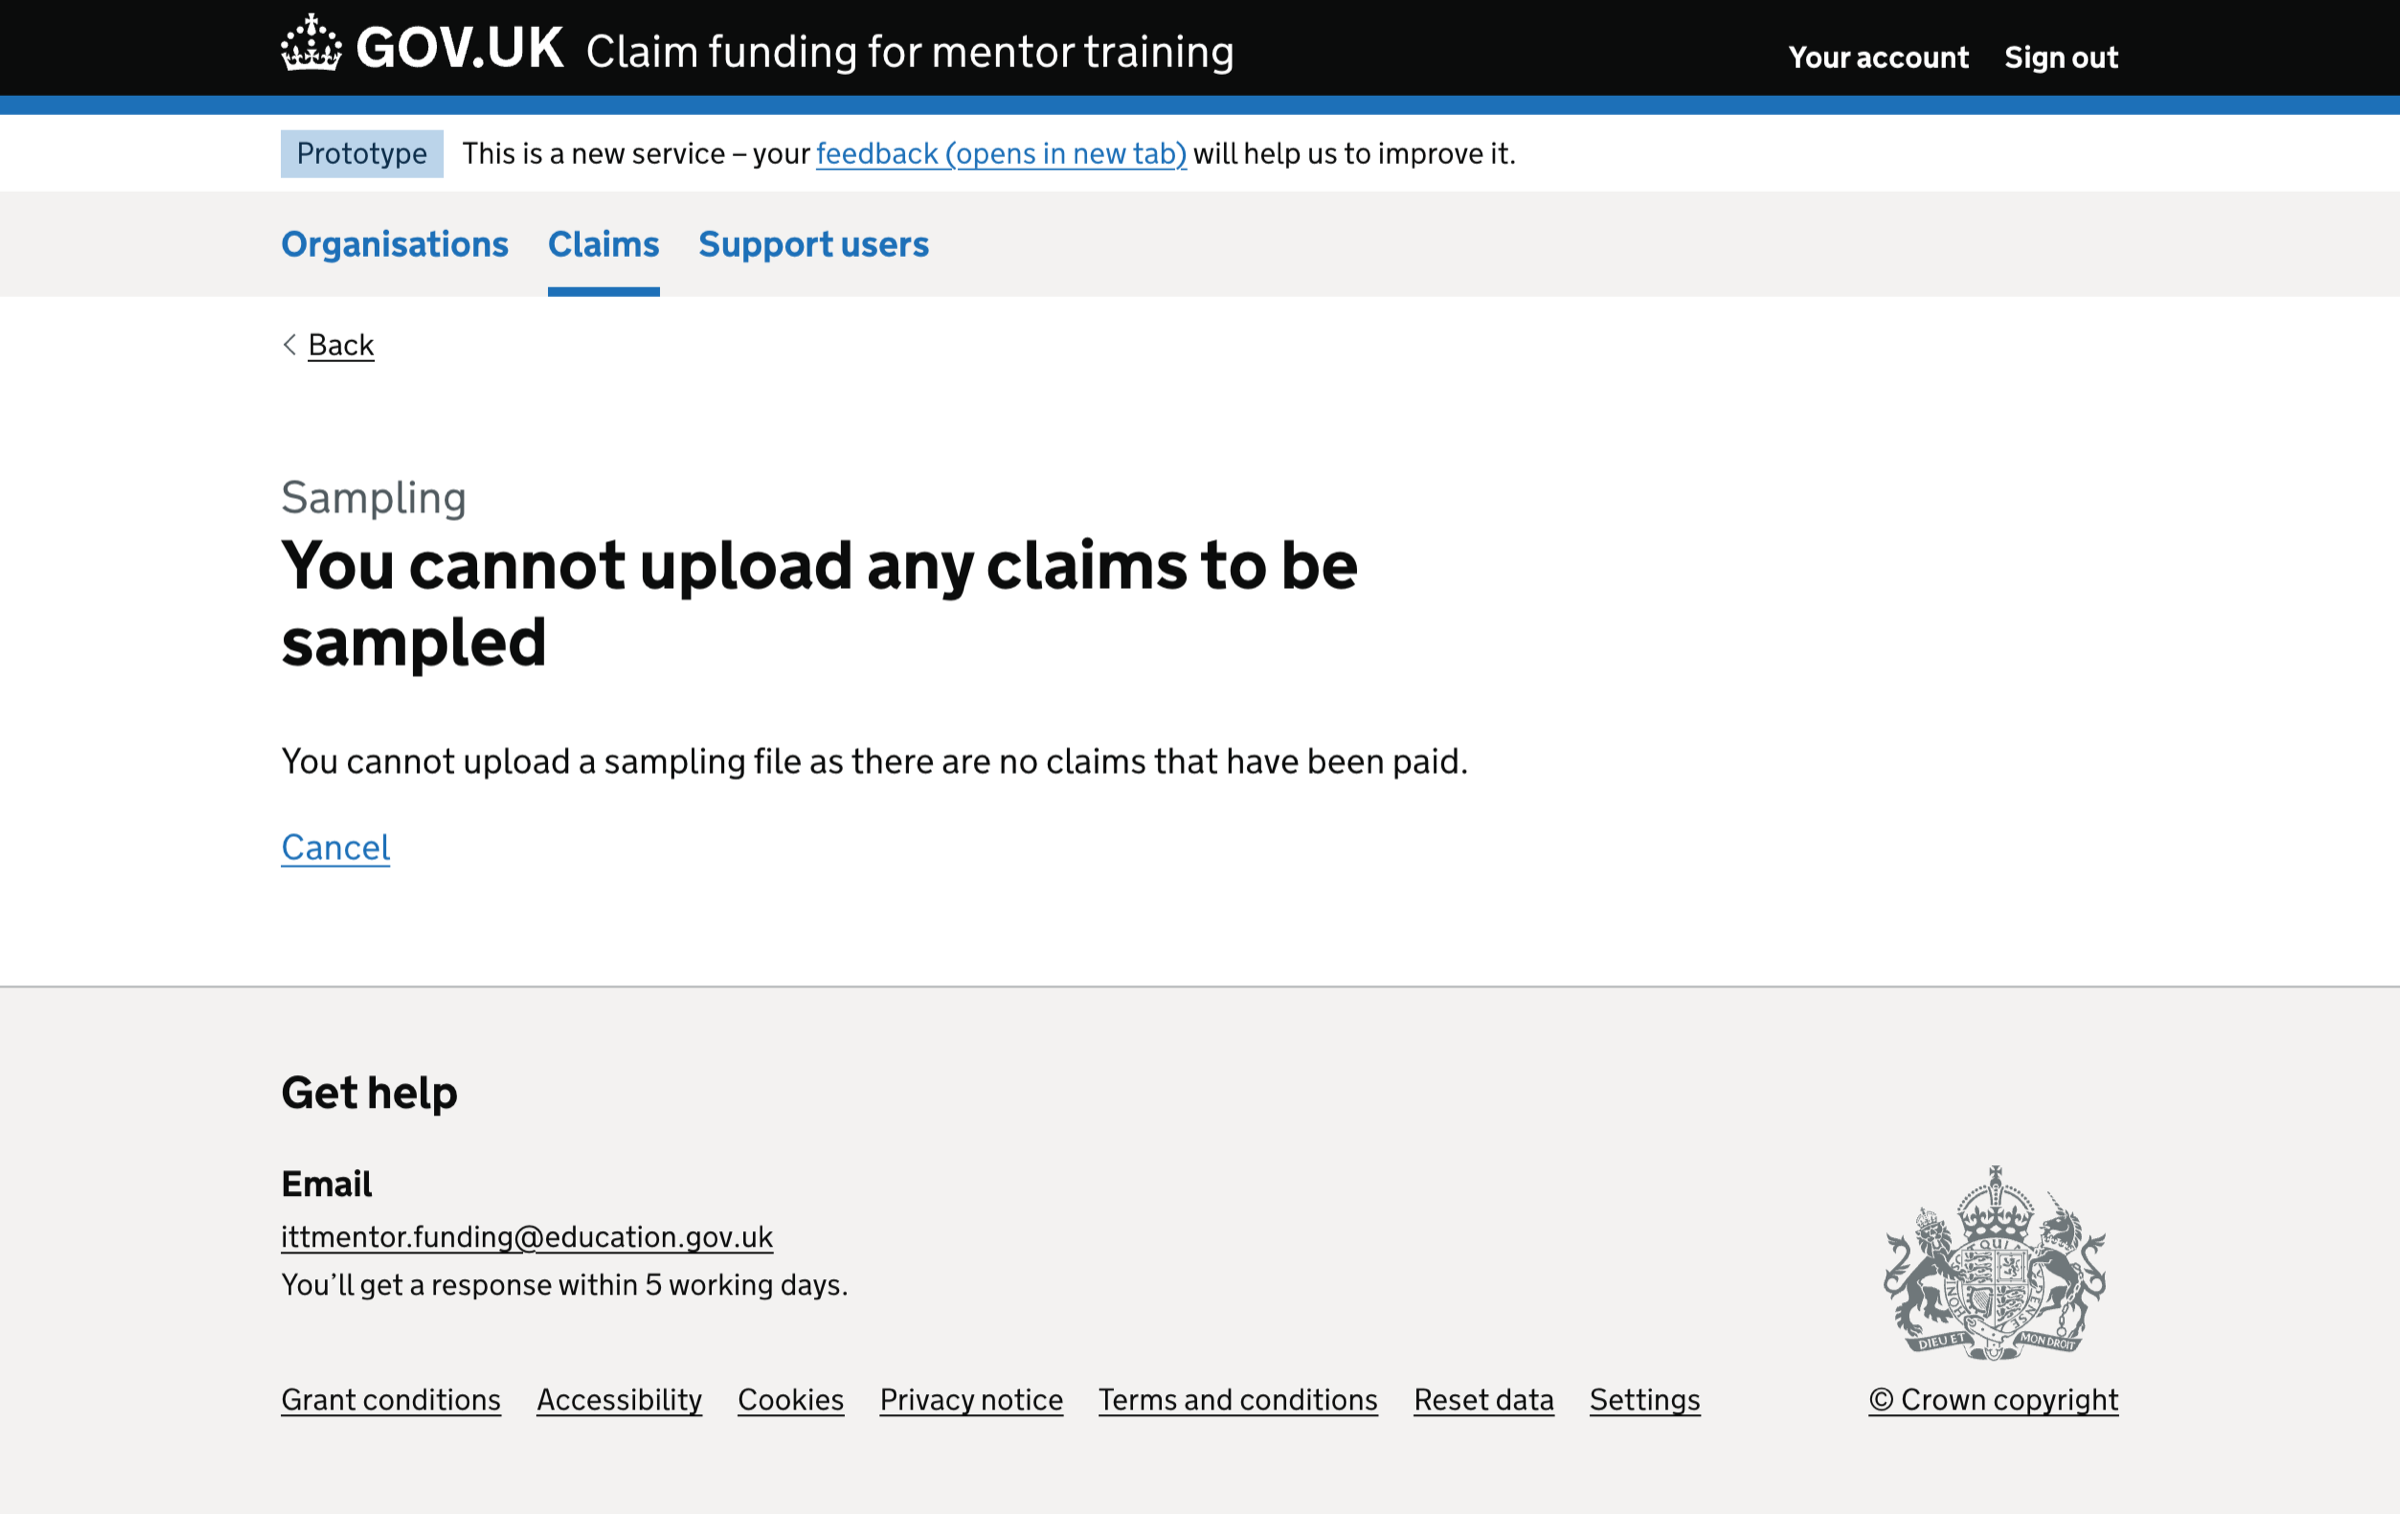 GOV.UK Claim funding for mentor training
Your account Sign out
Prototype This is a new service – your feedback (opens in new tab) will help us to improve it.
Organisations Claims Support users
Back
Sampling
You cannot upload any claims to be
sampled
You cannot upload a sampling file as there are no claims that have been paid.
Cancel
Get help
Email
ittmentor.funding@education.gov.uk
You’ll get a response within 5 working days.
DIEU ET MON DROIT
Grant conditions Accessibility Cookies Privacy notice Terms and conditions Reset data Settings
© Crown copyright